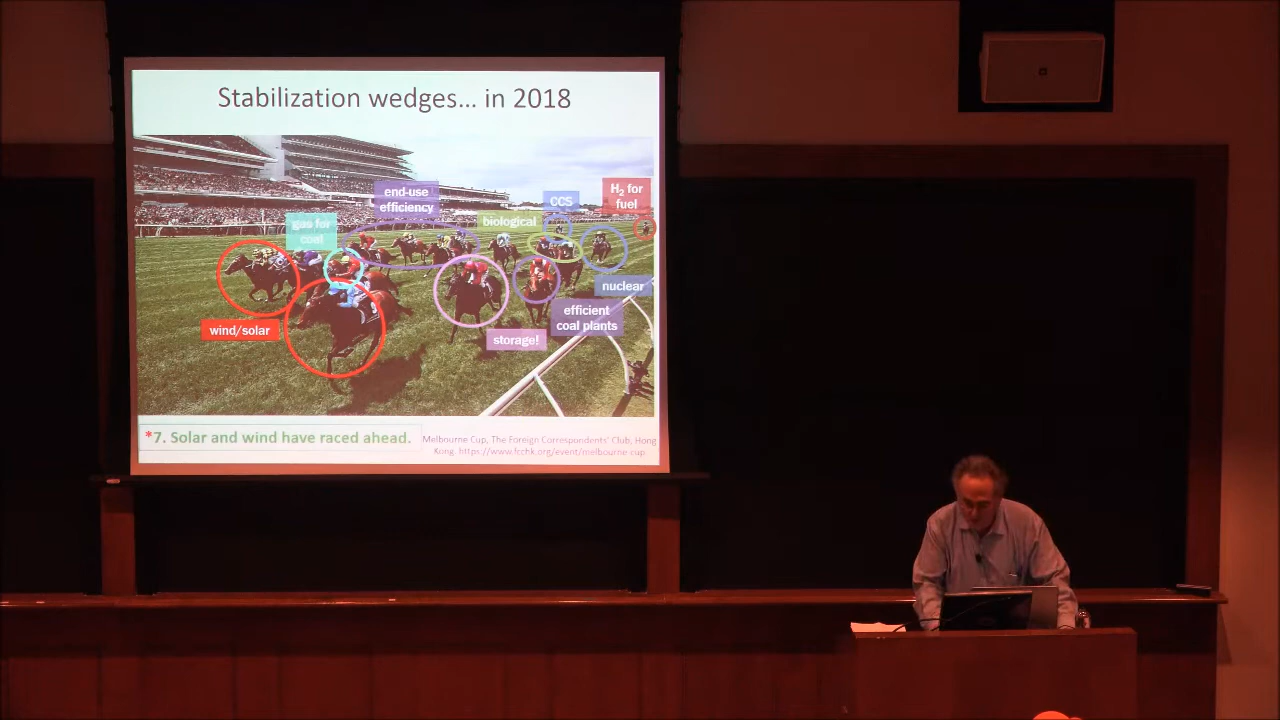 Stabilization wedges... in 2018
end-use
efficiency
CCS
H2 for
fuel
gas for
coal
biological
nuclear
wind/solar
efficient
coal plants
storage!
*7. Solar and wind have raced ahead.
Melbourne Cup, The Foreign Correspondents' Club, Hong
Kong. https://www.fcchk.org/event/melbourne cup